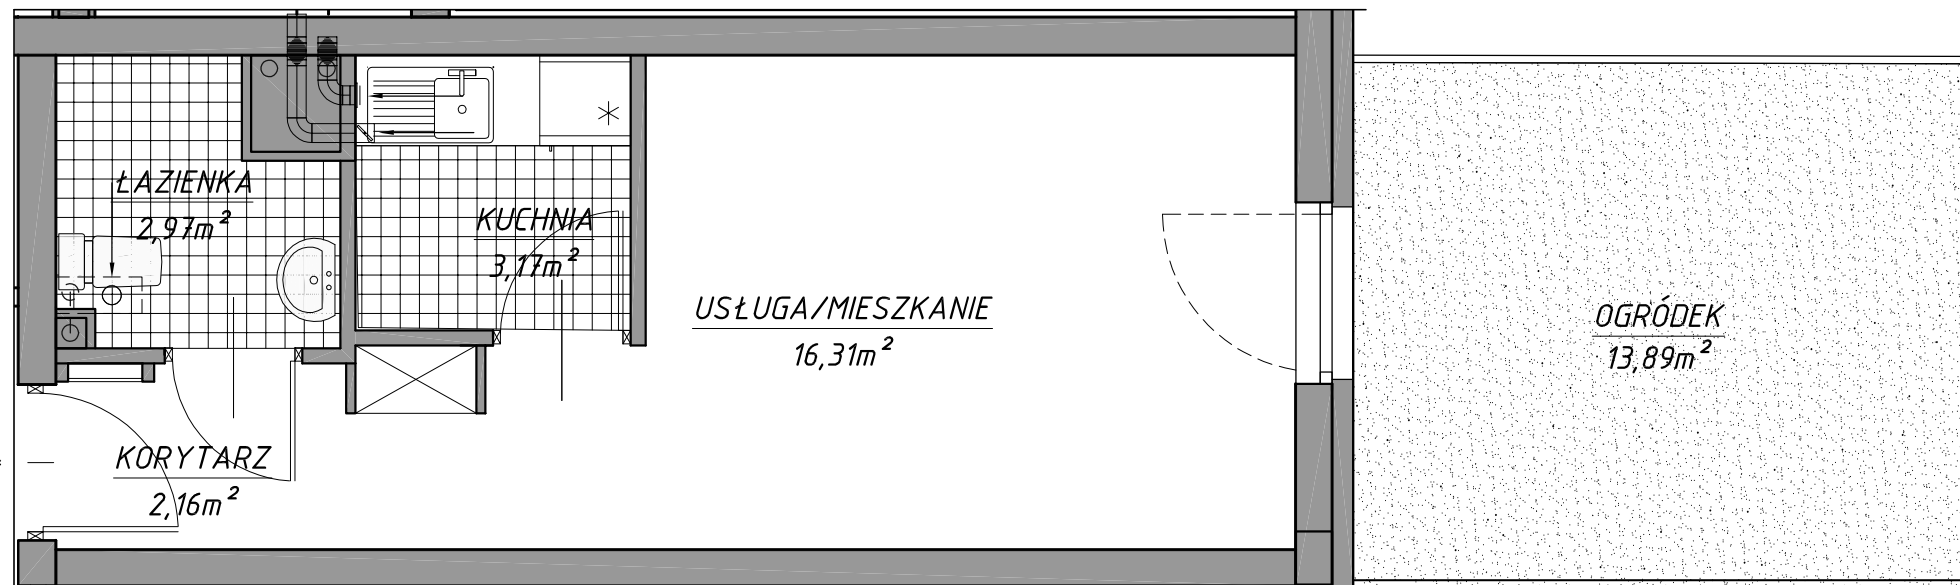 ŁAZIENKA
2,97m²
KUCHNIA
3,17m²
USŁUGA/MIESZKANIE
16,31m²
OGRÓDEK
13,89m²
KORYTARZ
2,16m²